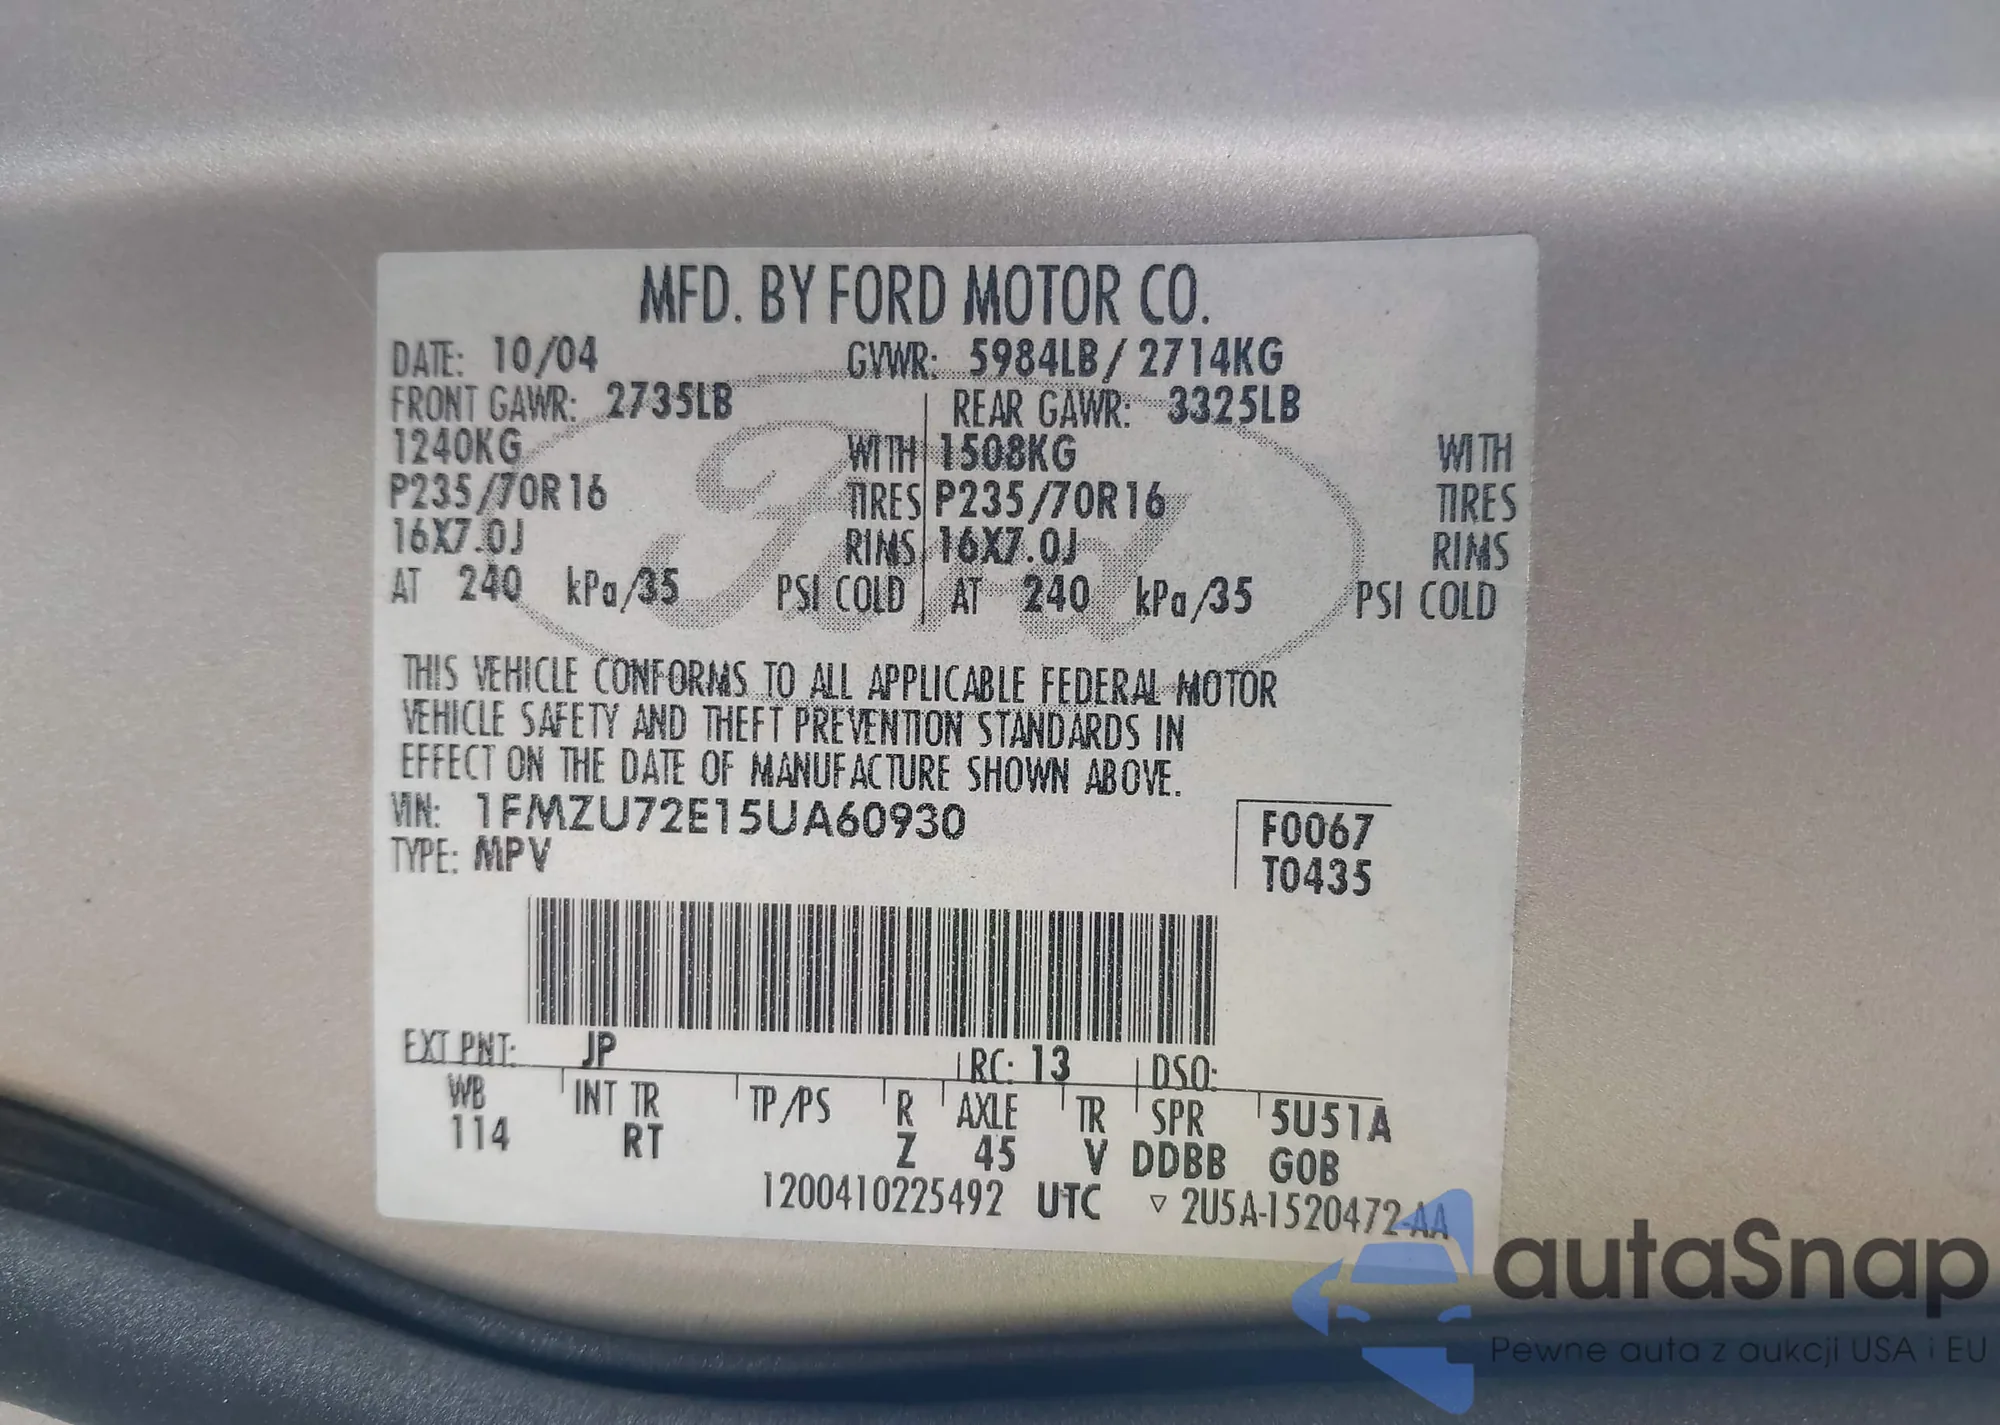 MFD. BY FORD MOTOR CO.
DATE: 10/04 GVWR: 5984LB/ 2714KG
FRONT GAWR: 2735LB REAR GAWR: 3325LB
1240KG WITH 1508KG WITH
P235/70R16 TIRES P235/70R16 TIRES
16X7.0J RIMS 16X7.0J RIMS
AT 240 kPa/35 PSI COLD AT 240 kPa/35 PSI COLD
Ford
THIS VEHICLE CONFORMS TO ALL APPLICABLE FEDERAL MOTOR
VEHICLE SAFETY AND THEFT PREVENTION STANDARDS IN
EFFECT ON THE DATE OF MANUFACTURE SHOWN ABOVE.
VIN: 1FMZU72E15UA60930
TYPE: MPV
F0067
T0435
EXT PNT: JP RC: 13 DSO:
WB INT TR TP/PS R AXLE TR SPR 5U51A
114 RT Z 45 V DDBB GOB
1200410225492 UTC ▽ 2U5A-1520472-AA
autaSnap
Pewne auta z aukcji USA i EU